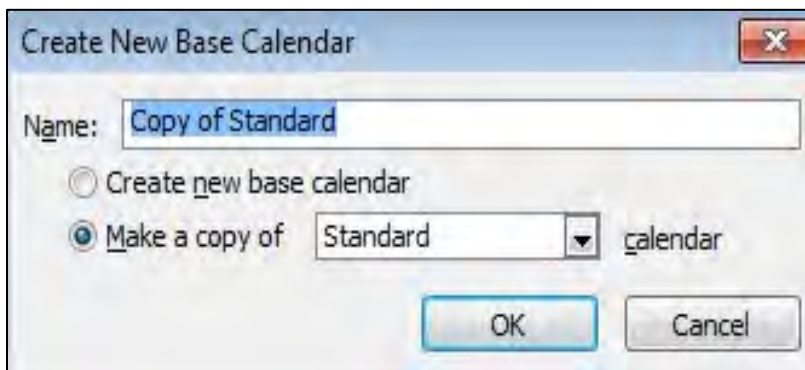 Create New Base Calendar
Name: Copy of Standard
Create new base calendar
Make a copy of Standard calendar
OK Cancel